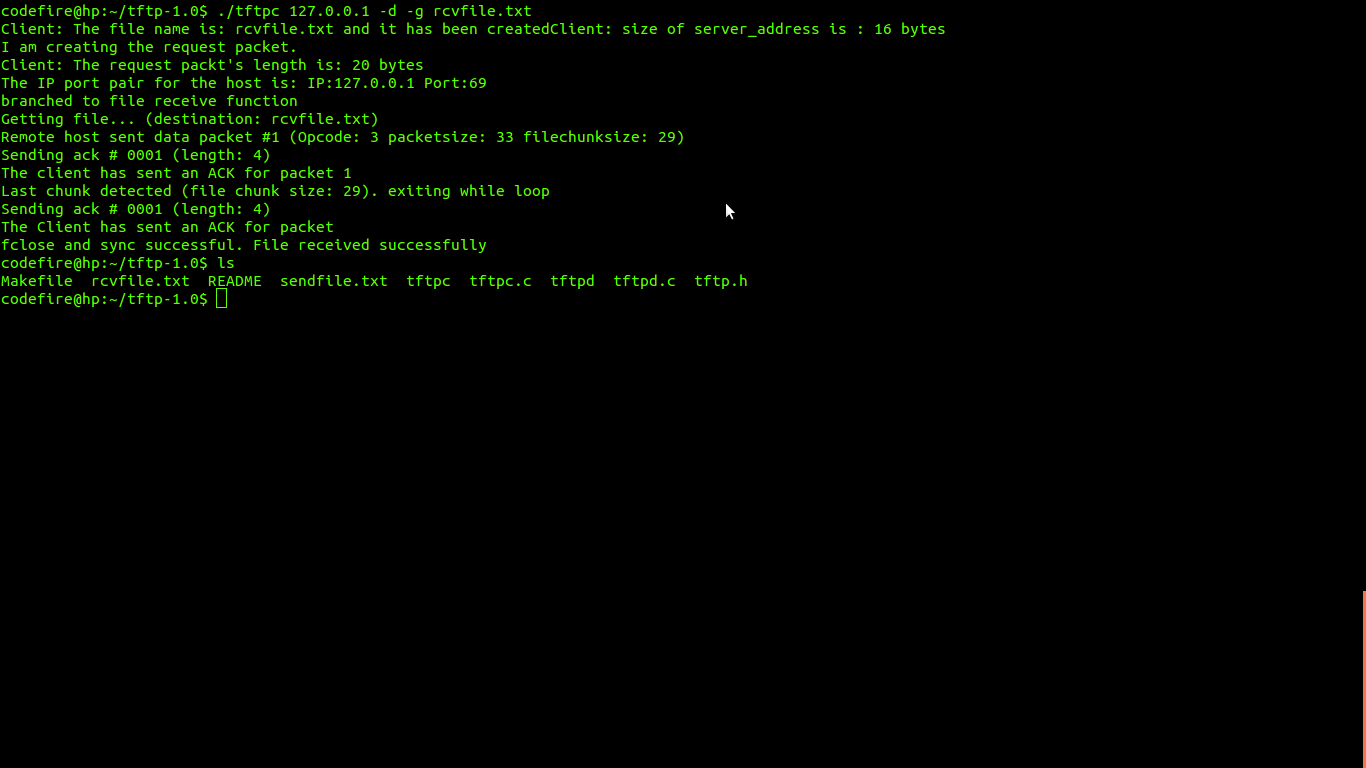 codefire@hp:~/tftp-1.0$ ./tftpc 127.0.0.1 -d -g rcvfile.txt
Client: The file name is: rcvfile.txt and it has been createdClient: size of server_address is : 16 bytes
I am creating the request packet.
Client: The request packt's length is: 20 bytes
The IP port pair for the host is: IP:127.0.0.1 Port:69
branched to file receive function
Getting file... (destination: rcvfile.txt)
Remote host sent data packet #1 (Opcode: 3 packetsize: 33 filechunksize: 29)
Sending ack # 0001 (length: 4)
The client has sent an ACK for packet 1
Last chunk detected (file chunk size: 29). exiting while loop
Sending ack # 0001 (length: 4)
The Client has sent an ACK for packet
fclose and sync successful. File received successfully
codefire@hp:~/tftp-1.0$ ls
Makefile  rcvfile.txt  README  sendfile.txt  tftpc  tftpc.c  tftpd  tftpd.c  tftp.h
codefire@hp:~/tftp-1.0$